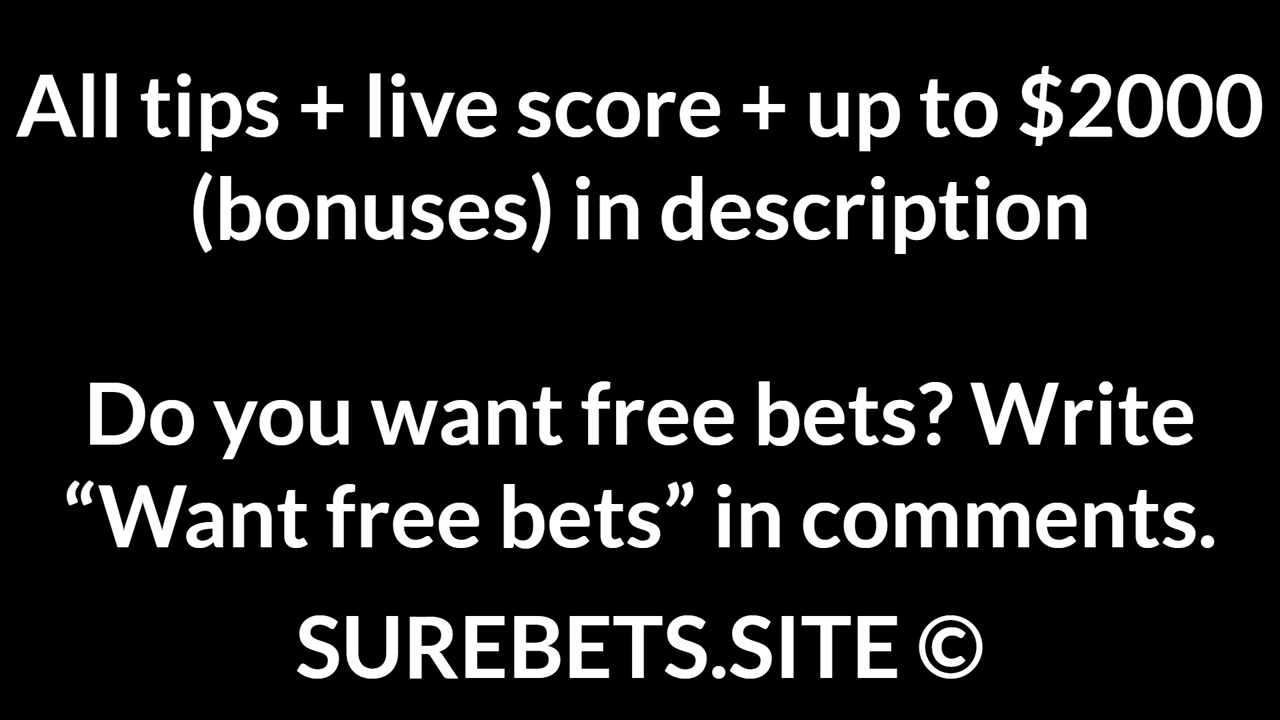 All tips + live score + up to $2000
(bonuses) in description
Do you want free bets? Write
“Want free bets” in comments.
SUREBETS.SITE ©